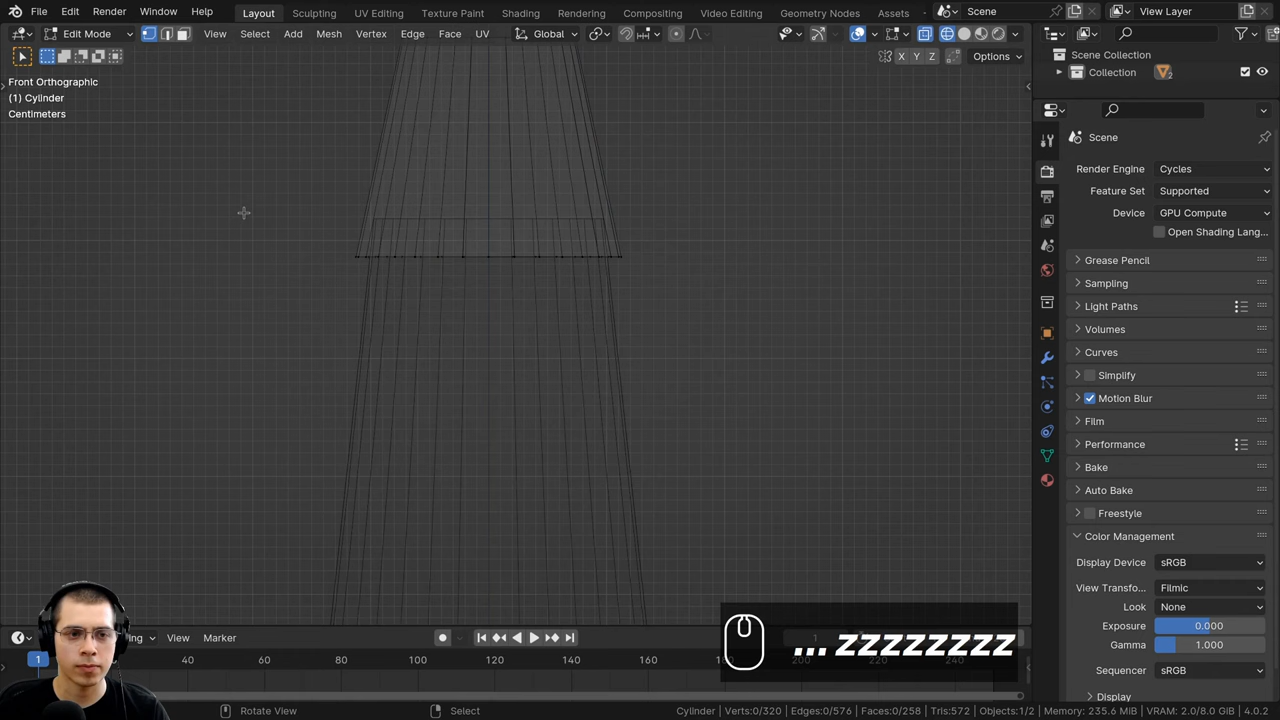 File Edit Render Window Help
Layout Sculpting UV Editing Texture Paint Shading Rendering Compositing Video Editing Geometry Nodes Assets
Scene
View Layer
Edit Mode
View Select Add Mesh Vertex Edge Face UV
Global
X Y Z
Options
Front Orthographic
(1) Cylinder
Centimeters
Scene Collection
Collection
2
Scene
Render Engine Cycles
Feature Set Supported
Device GPU Compute
Open Shading Lang...
Grease Pencil
Sampling
Light Paths
Volumes
Curves
Simplify
Motion Blur
Film
Performance
Bake
Auto Bake
Freestyle
Color Management
Display Device sRGB
View Transfo... Filmic
Look None
Exposure 0.000
Gamma 1.000
Sequencer sRGB
Display
... ZZZZZZZZ
View Marker
1 40 60 80 100 120 140 160 180 200 220 240
Rotate View
Select
Cylinder | Verts:0/320 | Edges:0/576 | Faces:0/258 | Tris:572 | Objects:1/2 | Memory: 235.6 MiB | VRAM: 2.0/8.0 GiB | 4.0.2